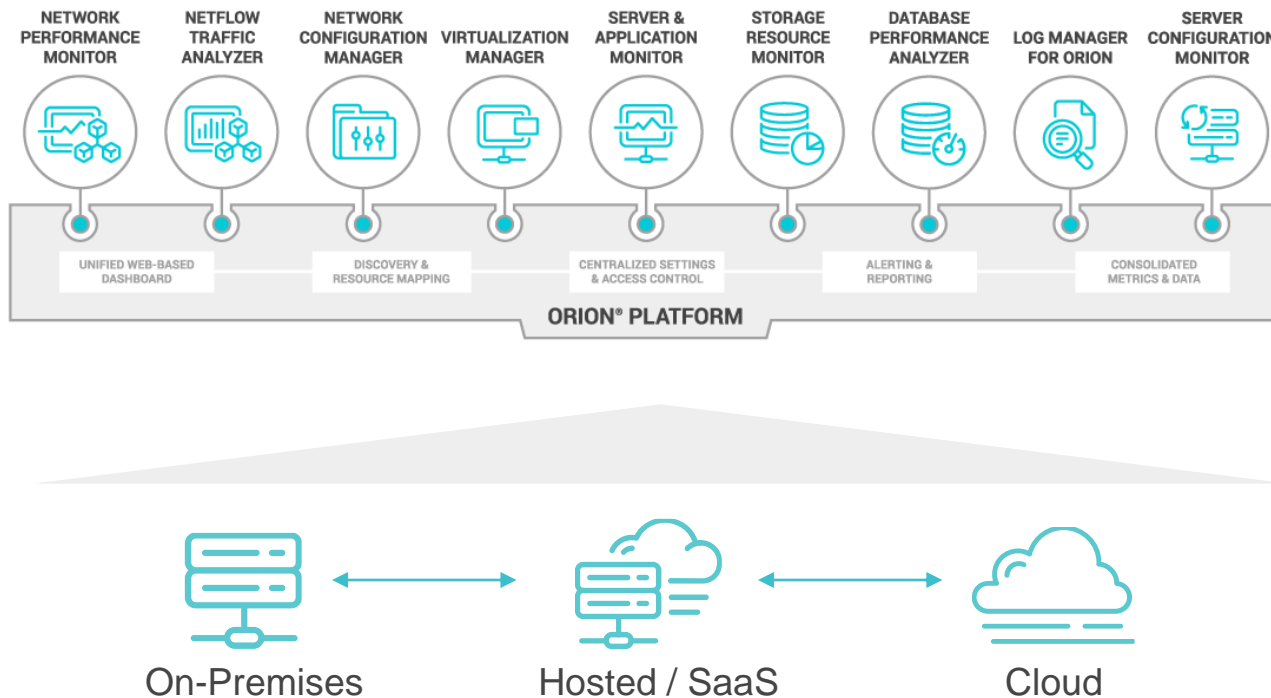 NETWORK
PERFORMANCE
MONITOR
NETFLOW
TRAFFIC
ANALYZER
NETWORK
CONFIGURATION
MANAGER
VIRTUALIZATION
MANAGER
SERVER &
APPLICATION
MONITOR
STORAGE
RESOURCE
MONITOR
DATABASE
PERFORMANCE
ANALYZER
LOG MANAGER
FOR ORION
SERVER
CONFIGURATION
MONITOR
UNIFIED WEB-BASED
DASHBOARD
DISCOVERY &
RESOURCE MAPPING
CENTRALIZED SETTINGS
& ACCESS CONTROL
ALERTING &
REPORTING
CONSOLIDATED
METRICS & DATA
ORION® PLATFORM
On-Premises
Hosted / SaaS
Cloud